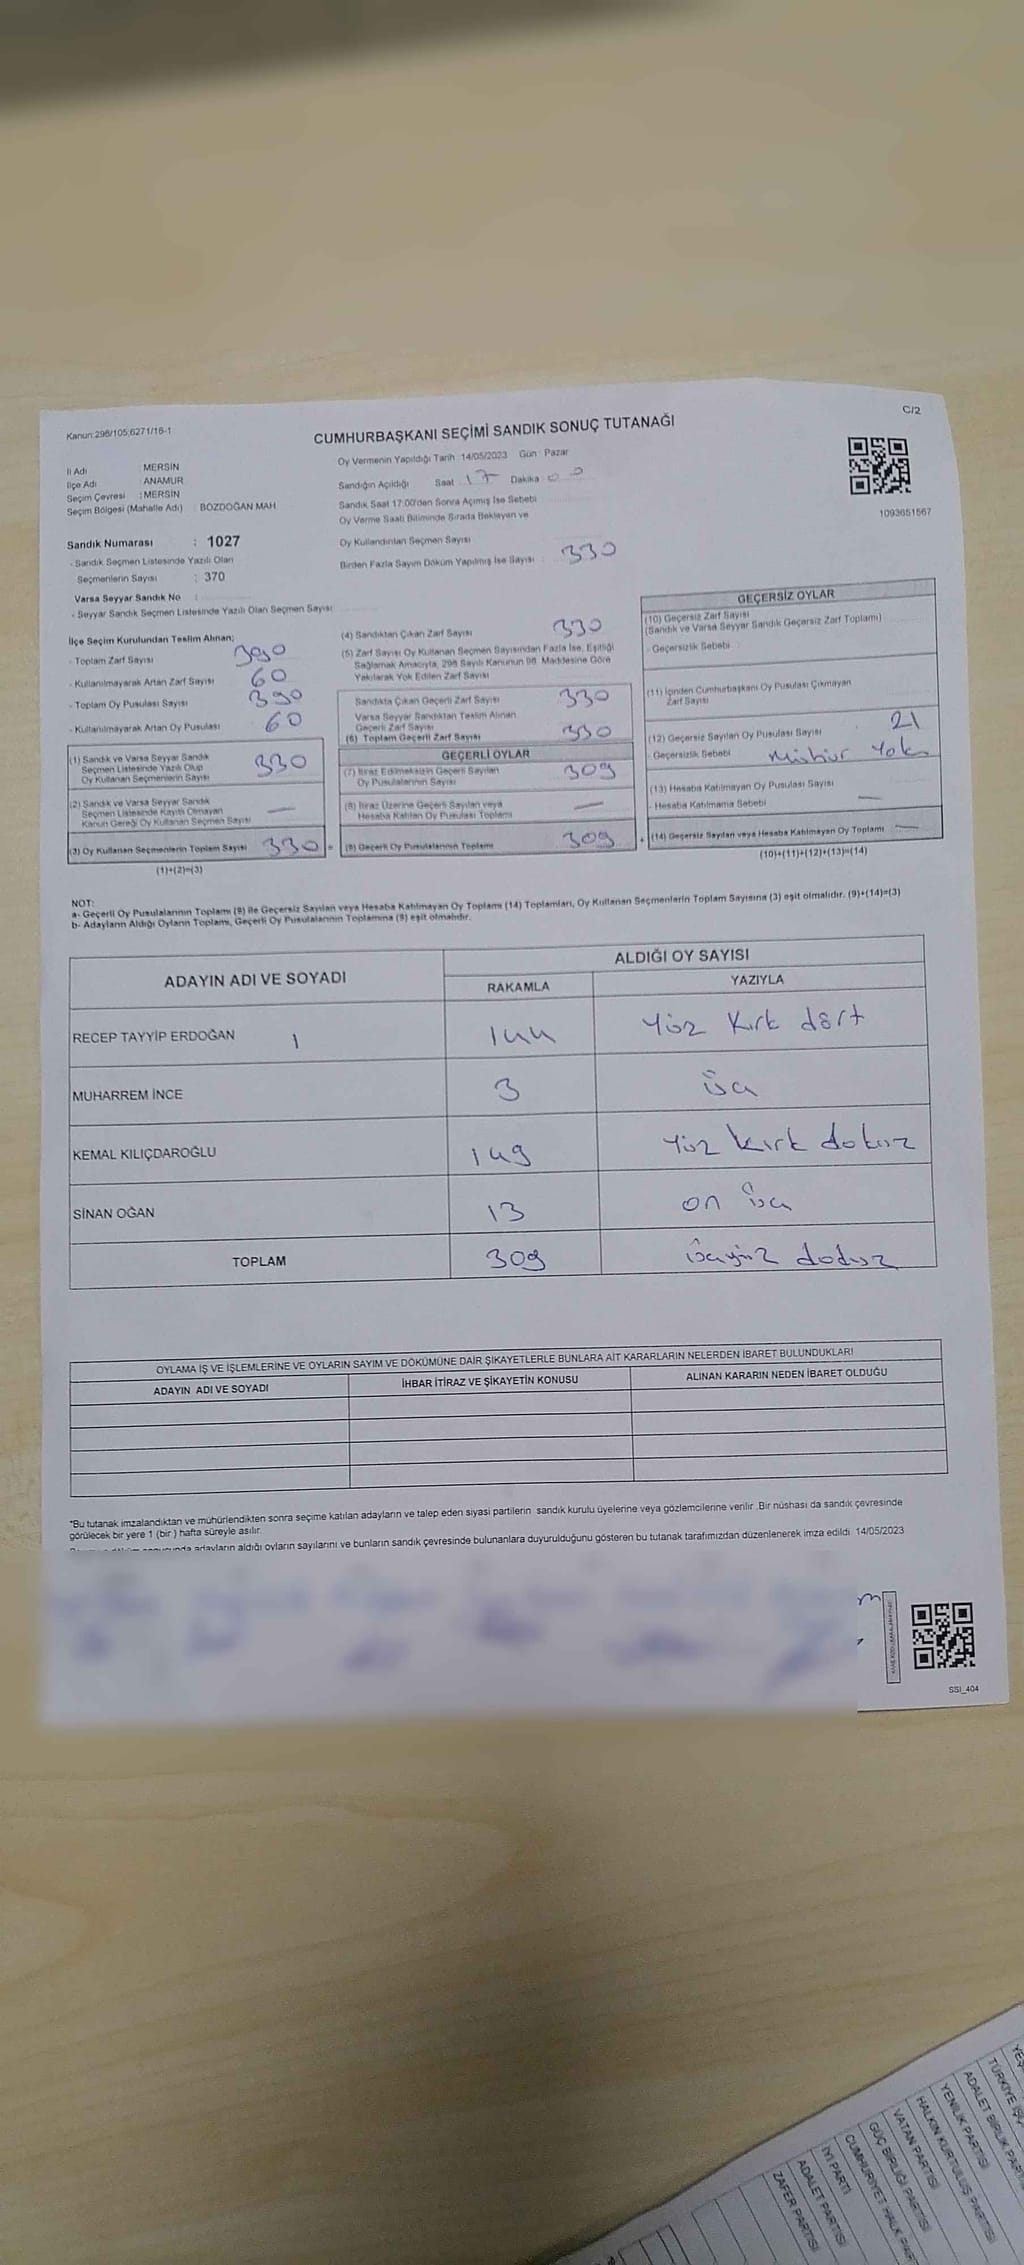 C/2
Kanun:298/105;6271/16-1
CUMHURBAŞKANI SEÇİMİ SANDIK SONUÇ TUTANAĞI
İl Adı : MERSİN
İlçe Adı : ANAMUR
Seçim Çevresi : MERSİN
Seçim Bölgesi (Mahalle Adı) : BOZDOĞAN MAH.
Sandık Numarası : 1027
- Sandık Seçmen Listesinde Yazılı Olan
Seçmenlerin Sayısı : 370
Varsa Seyyar Sandık No :
- Seyyar Sandık Seçmen Listesinde Yazılı Olan Seçmen Sayısı
Oy Vermenin Yapıldığı Tarih : 14/05/2023 Gün : Pazar
Sandığın Açıldığı Saat 17 Dakika 00
Sandık Saat 17:00'den Sonra Açılmış İse Sebebi
Oy Verme Saati Bitiminde Sırada Bekleyen ve
Oy Kullandırılan Seçmen Sayısı
Birden Fazla Sayım Döküm Yapılmış İse Sayısı 330
1093651567
İlçe Seçim Kurulundan Teslim Alınan;
- Toplam Zarf Sayısı 390
- Kullanılmayarak Artan Zarf Sayısı 60
- Toplam Oy Pusulası Sayısı 390
- Kullanılmayarak Artan Oy Pusulası 60
(1) Sandık ve Varsa Seyyar Sandık
Seçmen Listesinde Yazılı Olup
Oy Kullanan Seçmenlerin Sayısı 330
(2) Sandık ve Varsa Seyyar Sandık
Seçmen Listesinde Kayıtlı Olmayan
Kanun Gereği Oy Kullanan Seçmen Sayısı —
(3) Oy Kullanan Seçmenlerin Toplam Sayısı 330 =
(1)+(2)=(3)
(4) Sandıktan Çıkan Zarf Sayısı 330
(5) Zarf Sayısı Oy Kullanan Seçmen Sayısından Fazla İse, Eşitliği
Sağlamak Amacıyla, 298 Sayılı Kanunun 98. Maddesine Göre
Yakılarak Yok Edilen Zarf Sayısı
Sandıkta Çıkan Geçerli Zarf Sayısı 330
Varsa Seyyar Sandıktan Teslim Alınan
Geçerli Zarf Sayısı
(6) Toplam Geçerli Zarf Sayısı 330
GEÇERLİ OYLAR
(7) İtiraz Edilmeksizin Geçerli Sayılan
Oy Pusulalarının Sayısı 309
(8) İtiraz Üzerine Geçerli Sayılan veya
Hesaba Katılan Oy Pusulası Toplamı —
(9) Geçerli Oy Pusulalarının Toplamı 309 +
GEÇERSİZ OYLAR
(10) Geçersiz Zarf Sayısı
(Sandık ve Varsa Seyyar Sandık Geçersiz Zarf Toplamı)
- Geçersizlik Sebebi
(11) İçinden Cumhurbaşkanı Oy Pusulası Çıkmayan
Zarf Sayısı
(12) Geçersiz Sayılan Oy Pusulası Sayısı 21
- Geçersizlik Sebebi mühür yok
(13) Hesaba Katılmayan Oy Pusulası Sayısı
- Hesaba Katılmama Sebebi —
(14) Geçersiz Sayılan veya Hesaba Katılmayan Oy Toplamı —
(10)+(11)+(12)+(13)=(14)
NOT:
a- Geçerli Oy Pusulalarının Toplamı (9) ile Geçersiz Sayılan veya Hesaba Katılmayan Oy Toplamı (14) Toplamları, Oy Kullanan Seçmenlerin Toplam Sayısına (3) eşit olmalıdır. (9)+(14)=(3)
b- Adayların Aldığı Oyların Toplamı, Geçerli Oy Pusulalarının Toplamına (9) eşit olmalıdır.
ADAYIN ADI VE SOYADI ALDIĞI OY SAYISI
RAKAMLA YAZIYLA
RECEP TAYYİP ERDOĞAN 1 144 yüz kırk dört
MUHARREM İNCE 3 üç
KEMAL KILIÇDAROĞLU 149 yüz kırk dokuz
SİNAN OĞAN 13 on üç
TOPLAM 309 üçyüz dokuz
OYLAMA İŞ VE İŞLEMLERİNE VE OYLARIN SAYIM VE DÖKÜMÜNE DAİR ŞİKAYETLERLE BUNLARA AİT KARARLARIN NELERDEN İBARET BULUNDUKLARI
ADAYIN ADI VE SOYADI İHBAR İTİRAZ VE ŞİKAYETİN KONUSU ALINAN KARARIN NEDEN İBARET OLDUĞU
*Bu tutanak imzalandıktan ve mühürlendikten sonra seçime katılan adayların ve talep eden siyasi partilerin sandık kurulu üyelerine veya gözlemcilerine verilir .Bir nüshası da sandık çevresinde
görülecek bir yere 1 (bir ) hafta süreyle asılır.
adayların aldığı oyların sayılarını ve bunların sandık çevresinde bulunanlara duyurulduğunu gösteren bu tutanak tarafımızdan düzenlenerek imza edildi. 14/05/2023
SSI_404
YENİLİK PARTİSİ
HALKIN KURTULUŞ PARTİSİ
VATAN PARTİSİ
GÜÇ BİRLİĞİ PARTİSİ
CUMHURİYET HALK
İYİ PARTİ
ADALET PARTİSİ
ZAFER PARTİSİ